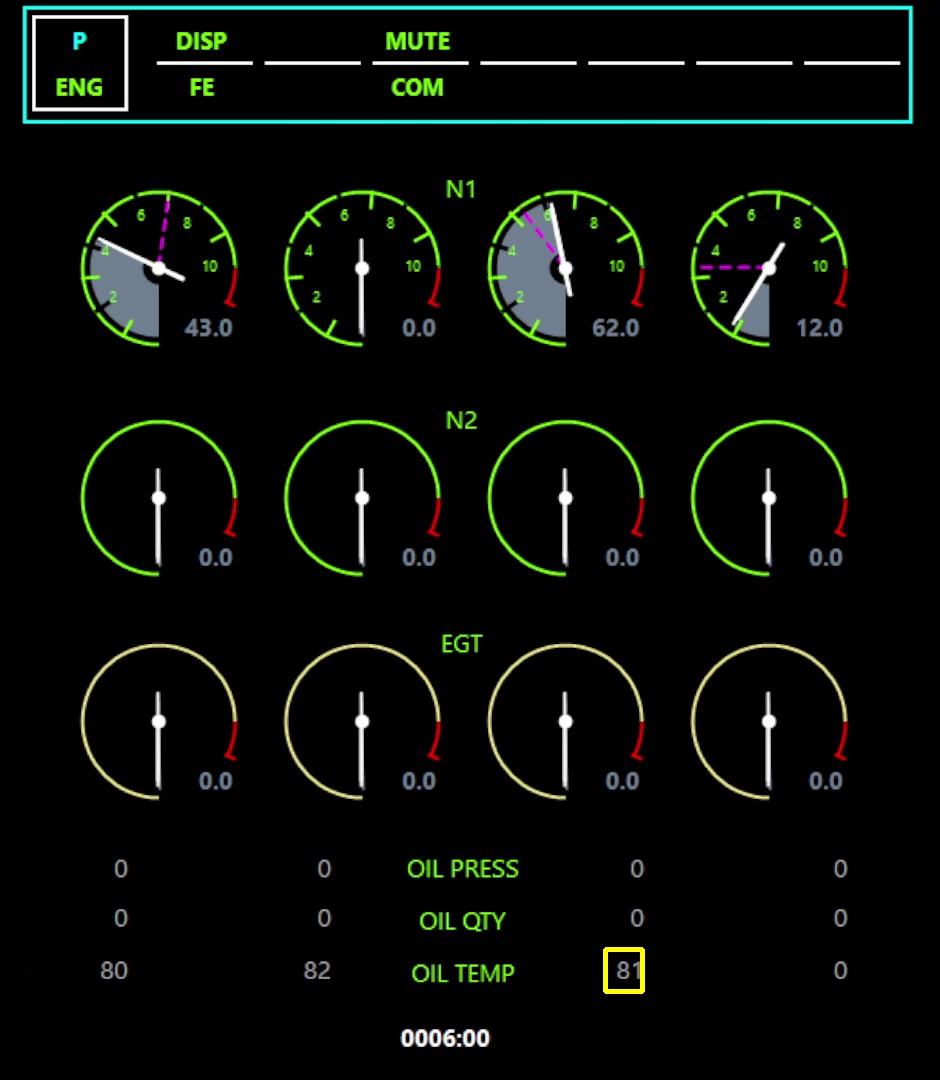 P DISP MUTE
ENG FE COM
N1
2 4 6 8 10 43.0
2 4 6 8 10 0.0
2 4 6 8 10 62.0
2 4 6 8 10 12.0
N2
0.0 0.0 0.0 0.0
EGT
0.0 0.0 0.0 0.0
0 0 OIL PRESS 0 0
0 0 OIL QTY 0 0
80 82 OIL TEMP 81 0
0006:00